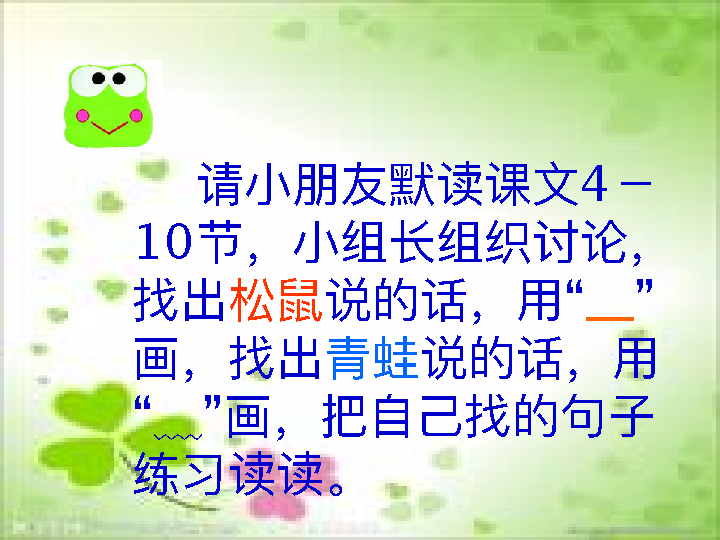 请小朋友默读课文4－
10节，小组长组织讨论，
找出松鼠说的话，用“__”
画，找出青蛙说的话，用
“﹏﹏”画，把自己找的句子
练习读读。